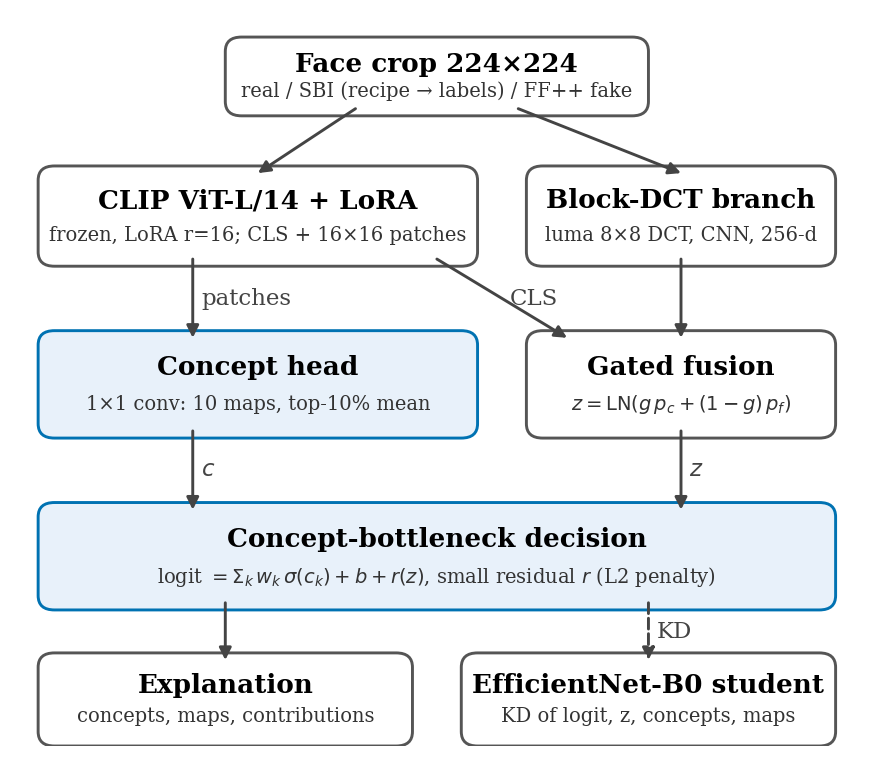 Face crop 224×224
real / SBI (recipe → labels) / FF++ fake
CLIP ViT-L/14 + LoRA
frozen, LoRA r=16; CLS + 16×16 patches
Block-DCT branch
luma 8×8 DCT, CNN, 256-d
patches
CLS
Concept head
1×1 conv: 10 maps, top-10% mean
Gated fusion
z = LN(g p_c + (1 − g) p_f)
c
z
Concept-bottleneck decision
logit = Σ_k w_k σ(c_k) + b + r(z), small residual r (L2 penalty)
KD
Explanation
concepts, maps, contributions
EfficientNet-B0 student
KD of logit, z, concepts, maps